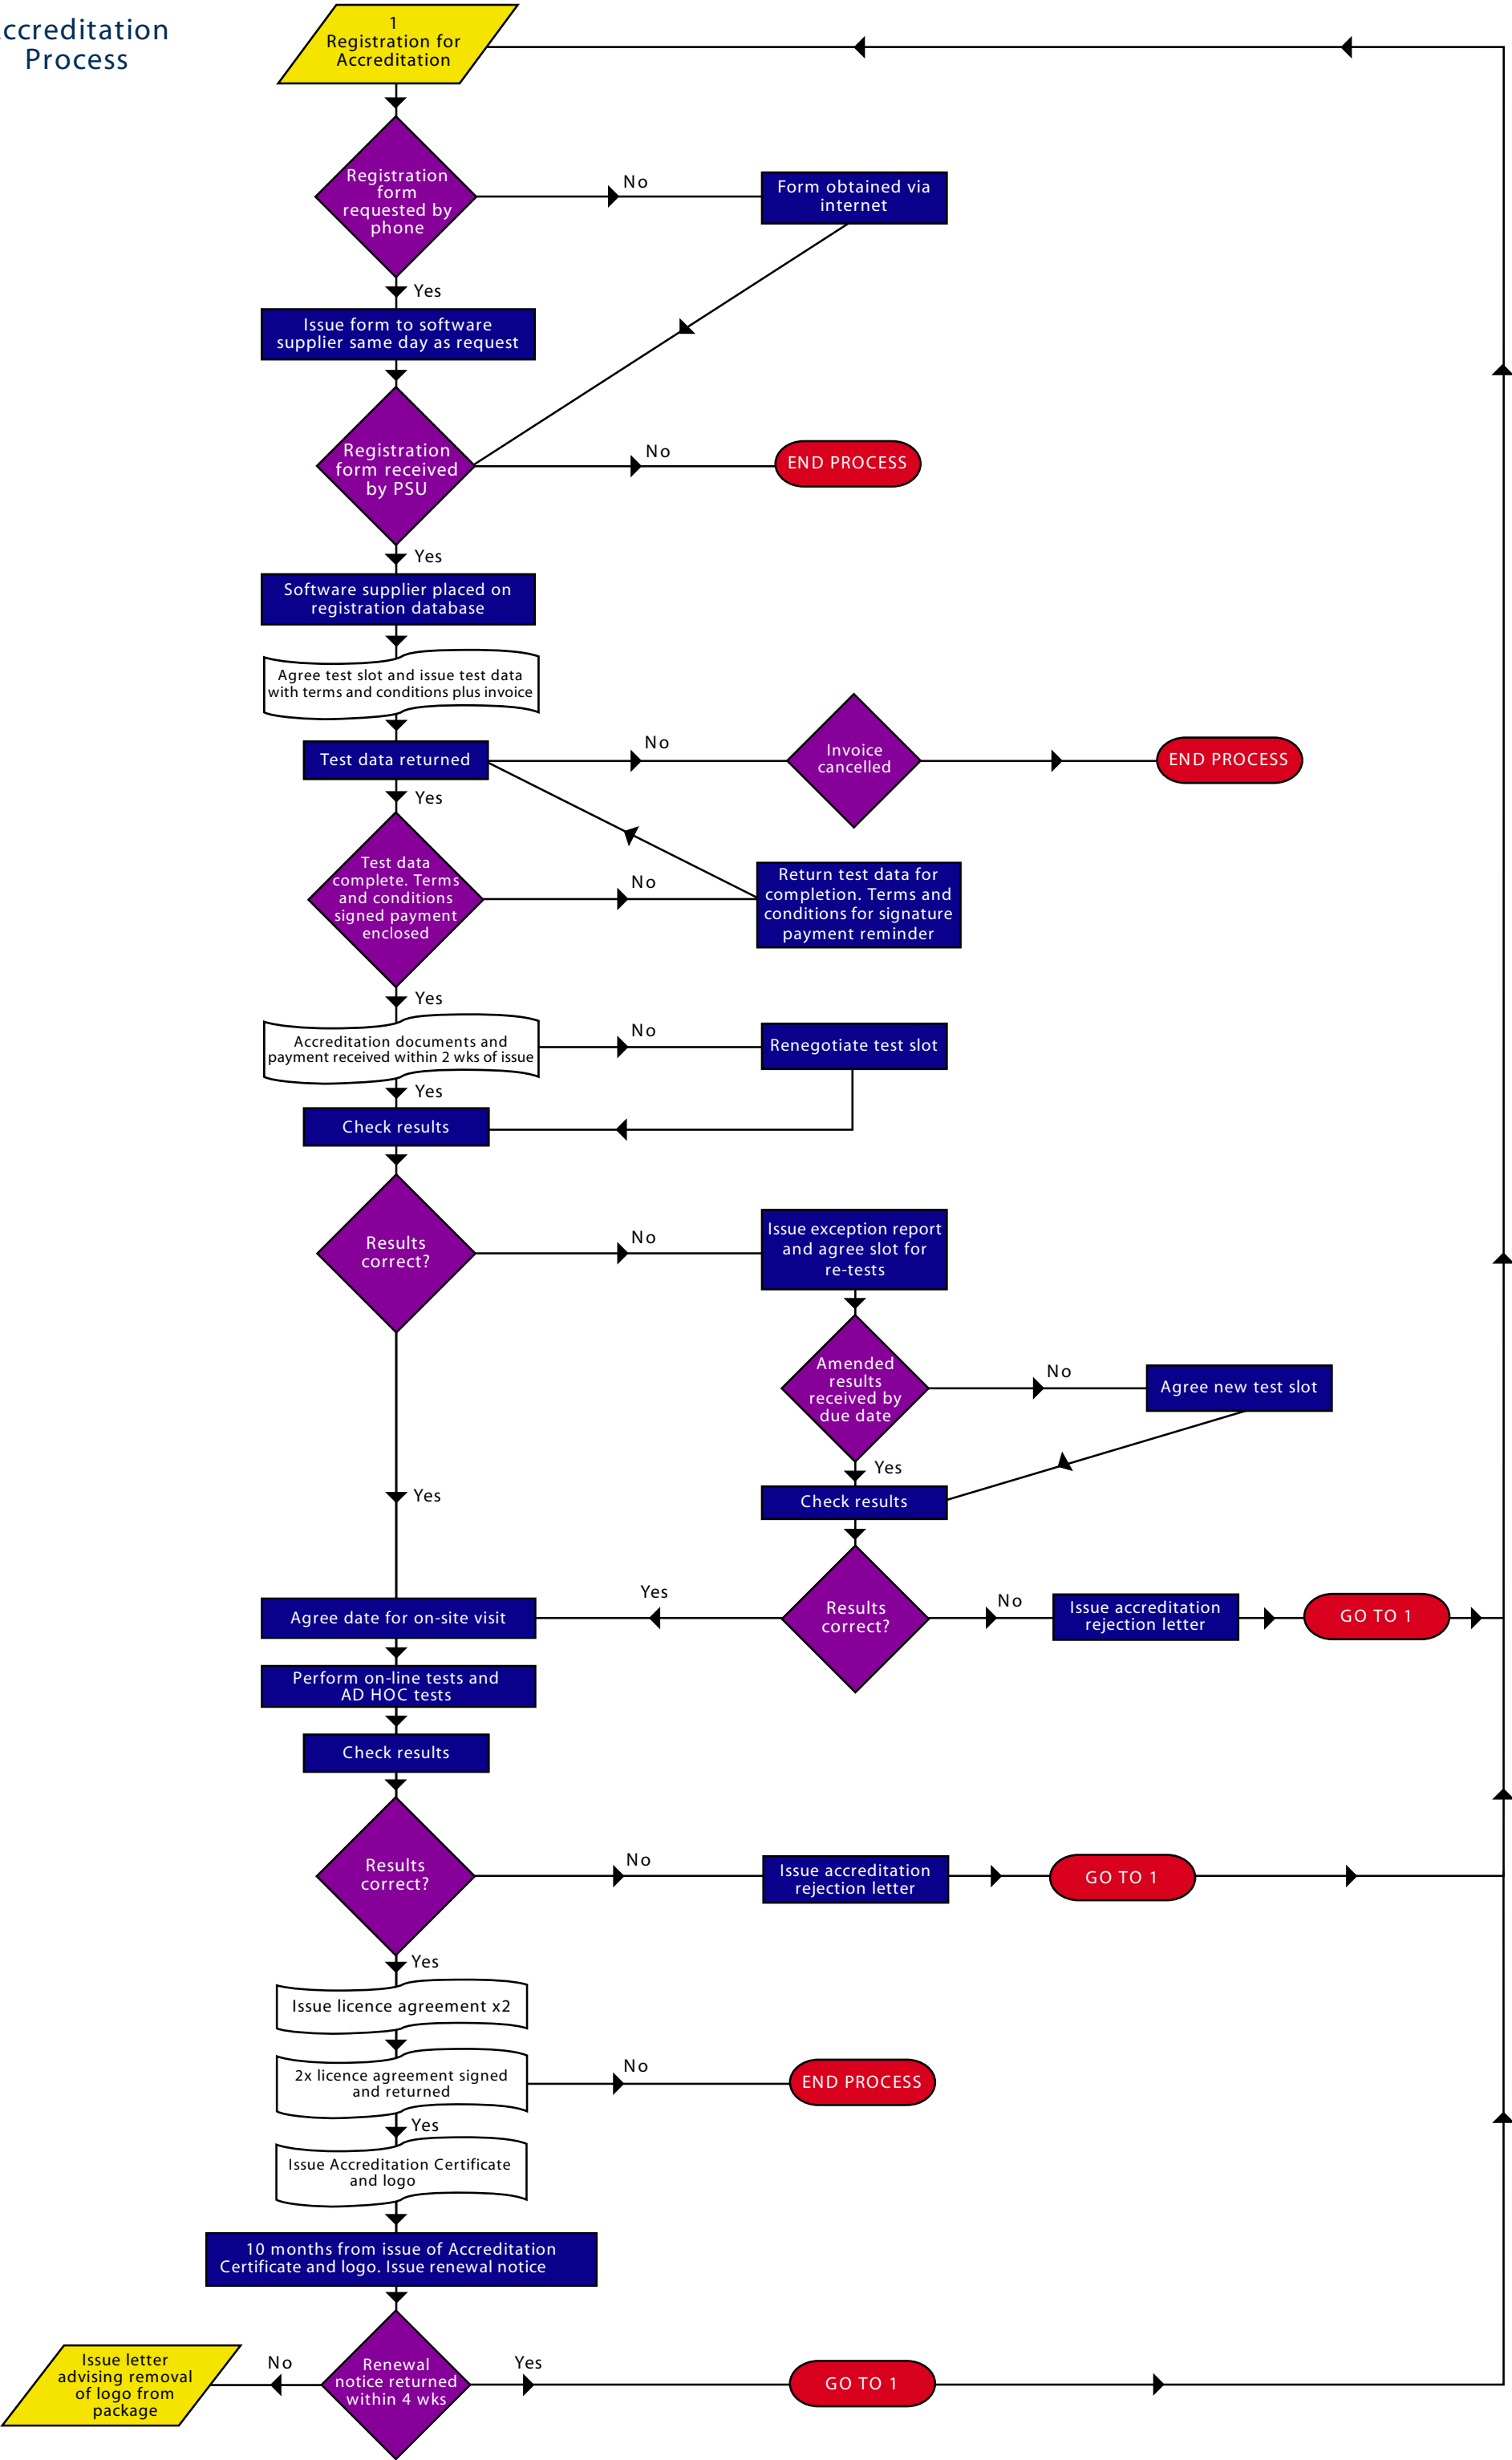 ccreditation
Process
1
Registration for
Accreditation
Registration
form
requested by
phone
No
Form obtained via
internet
Yes
Issue form to software
supplier same day as request
Registration
form received
by PSU
No
END PROCESS
Yes
Software supplier placed on
registration database
Agree test slot and issue test data
with terms and conditions plus invoice
Test data returned
No
Invoice
cancelled
END PROCESS
Yes
Test data
complete. Terms
and conditions
signed payment
enclosed
No
Return test data for
completion. Terms and
conditions for signature
payment reminder
Yes
Accreditation documents and
payment received within 2 wks of issue
No
Renegotiate test slot
Yes
Check results
Results
correct?
No
Issue exception report
and agree slot for
re-tests
Amended
results
received by
due date
No
Agree new test slot
Yes
Check results
Yes
Agree date for on-site visit
Yes
Results
correct?
No
Issue accreditation
rejection letter
GO TO 1
Perform on-line tests and
AD HOC tests
Check results
Results
correct?
No
Issue accreditation
rejection letter
GO TO 1
Yes
Issue licence agreement x2
2x licence agreement signed
and returned
No
END PROCESS
Yes
Issue Accreditation Certificate
and logo
10 months from issue of Accreditation
Certificate and logo. Issue renewal notice
Issue letter
advising removal
of logo from
package
No
Renewal
notice returned
within 4 wks
Yes
GO TO 1